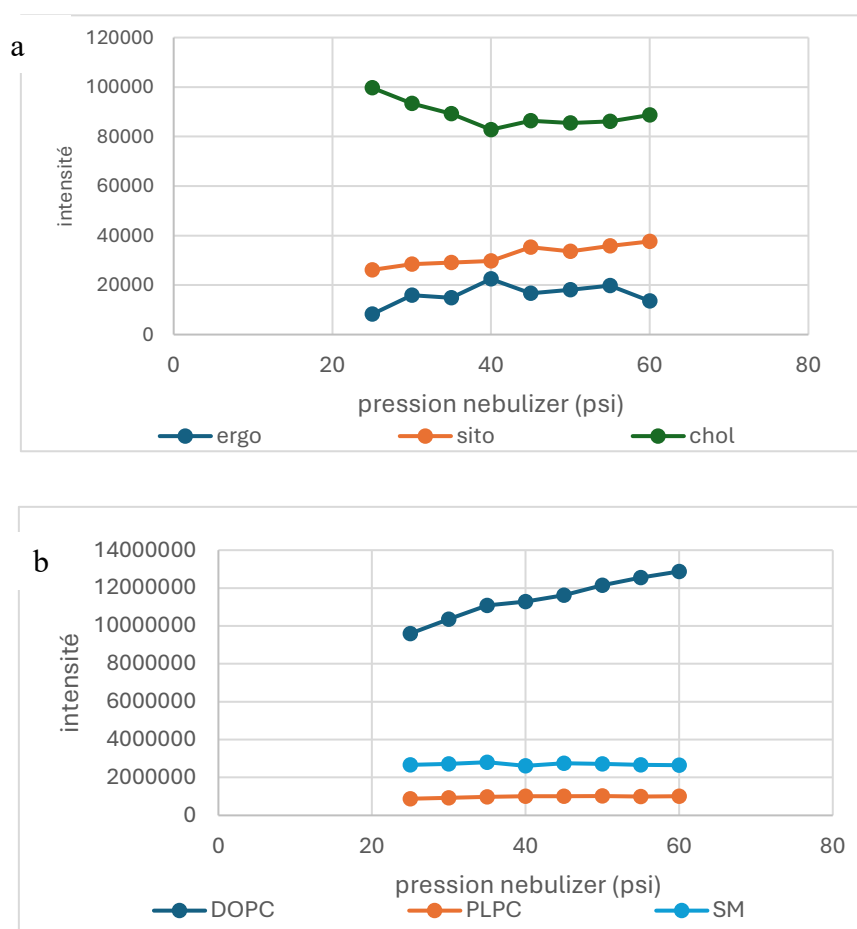 a
120000
100000
80000
60000
40000
20000
0
intensité
0 20 40 60 80
pression nebulizer (psi)
ergo sito chol
b
14000000
12000000
10000000
8000000
6000000
4000000
2000000
0
intensité
0 20 40 60 80
pression nebulizer (psi)
DOPC PLPC SM